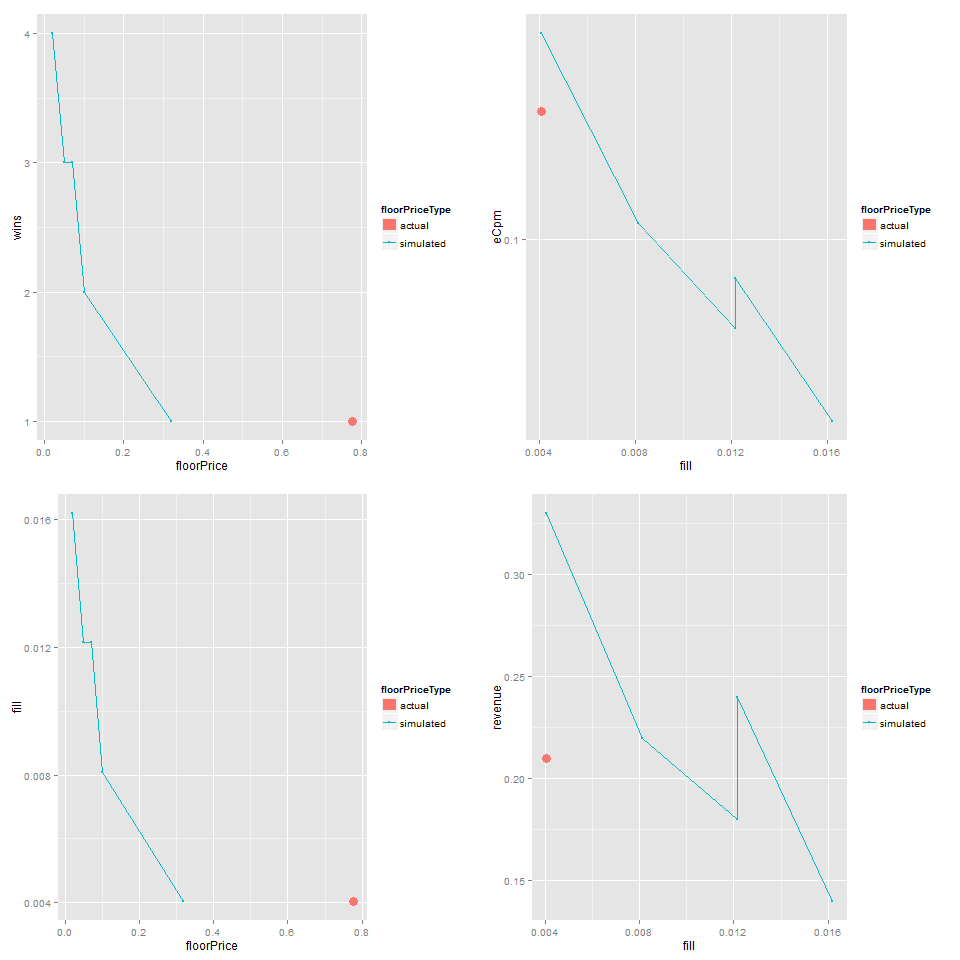 4
3
2
1
wins
0.0 0.2 0.4 0.6 0.8
floorPrice
floorPriceType
actual
simulated
eCpm
0.1
0.004 0.008 0.012 0.016
fill
floorPriceType
actual
simulated
0.016
0.012
0.008
0.004
fill
0.0 0.2 0.4 0.6 0.8
floorPrice
floorPriceType
actual
simulated
0.30
0.25
0.20
0.15
revenue
0.004 0.008 0.012 0.016
fill
floorPriceType
actual
simulated